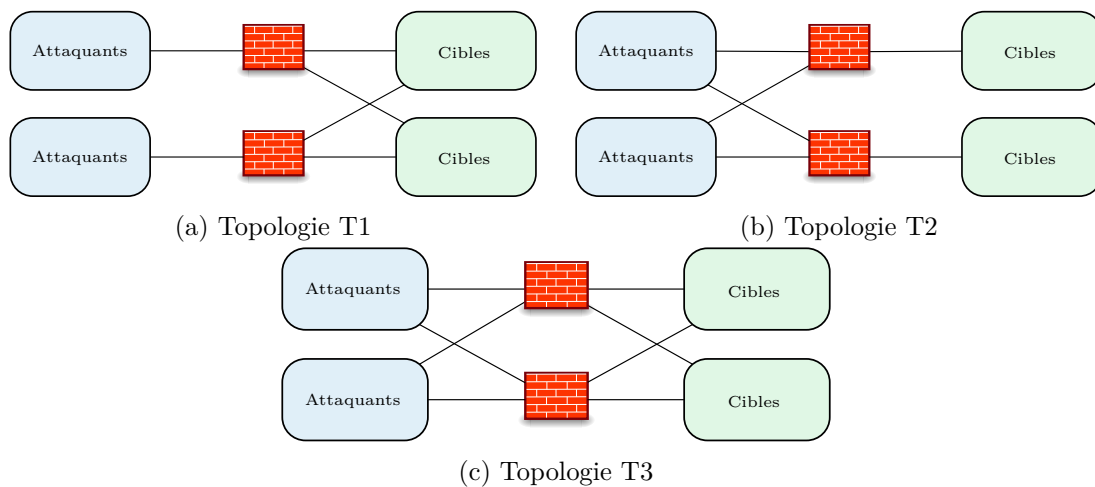 Attaquants
Cibles
Attaquants
Cibles
(a) Topologie T1
Attaquants
Cibles
Attaquants
Cibles
(b) Topologie T2
Attaquants
Cibles
Attaquants
Cibles
(c) Topologie T3